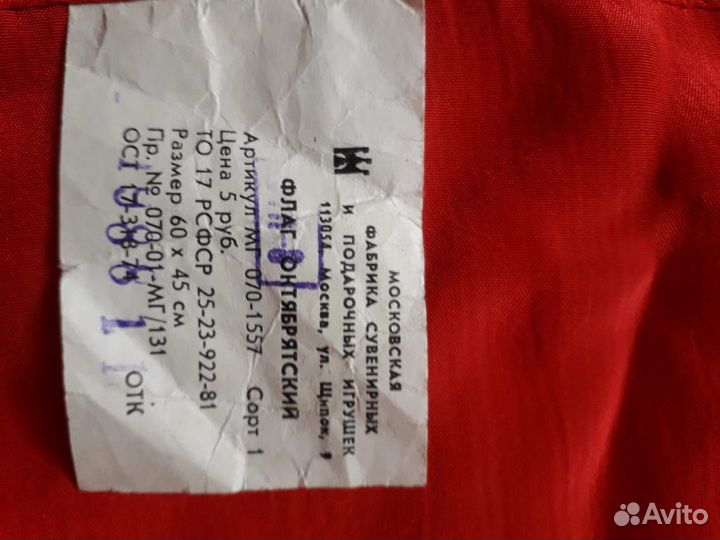 МОСКОВСКАЯ
ФАБРИКА СУВЕНИРНЫХ
И ПОДАРОЧНЫХ ИГРУШЕК
113054 Москва, ул. Щипок, 9
ФЛАГ ОКТЯБРЯТСКИЙ
Артикул МГ 070-1557 Сорт 1
Цена 5 руб.
ТО 17 РСФСР 25-23-922-81
Размер 60 х 45 см
Пр. № 070-01-МГ/131
ОСТ 17-318-74 ОТК
Avito